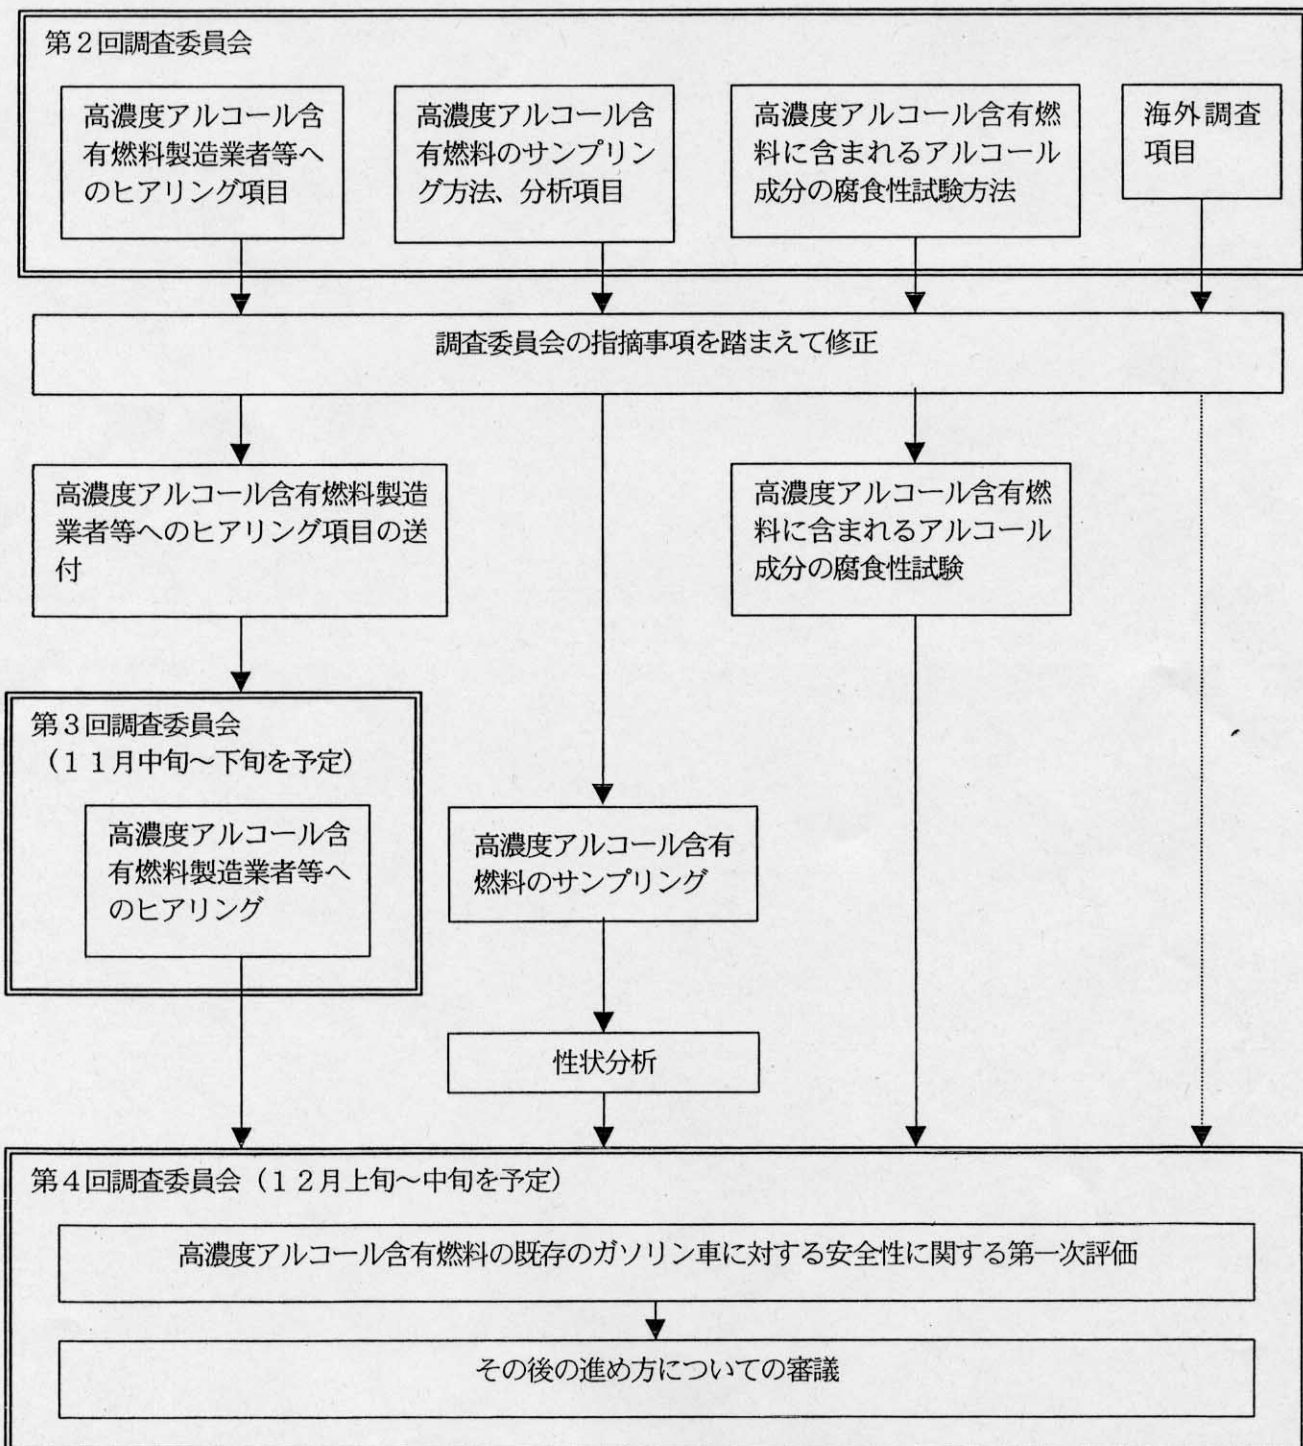 第２回調査委員会
高濃度アルコール含
有燃料製造業者等へ
のヒアリング項目
高濃度アルコール含
有燃料のサンプリン
グ方法、分析項目
高濃度アルコール含有燃
料に含まれるアルコール
成分の腐食性試験方法
海外調査
項目
調査委員会の指摘事項を踏まえて修正
高濃度アルコール含有燃料製造
業者等へのヒアリング項目の送
付
高濃度アルコール含有燃
料に含まれるアルコール
成分の腐食性試験
第３回調査委員会
（１１月中旬～下旬を予定）
高濃度アルコール含
有燃料製造業者等へ
のヒアリング
高濃度アルコール含有
燃料のサンプリング
性状分析
第４回調査委員会（１２月上旬～中旬を予定）
高濃度アルコール含有燃料の既存のガソリン車に対する安全性に関する第一次評価
その後の進め方についての審議